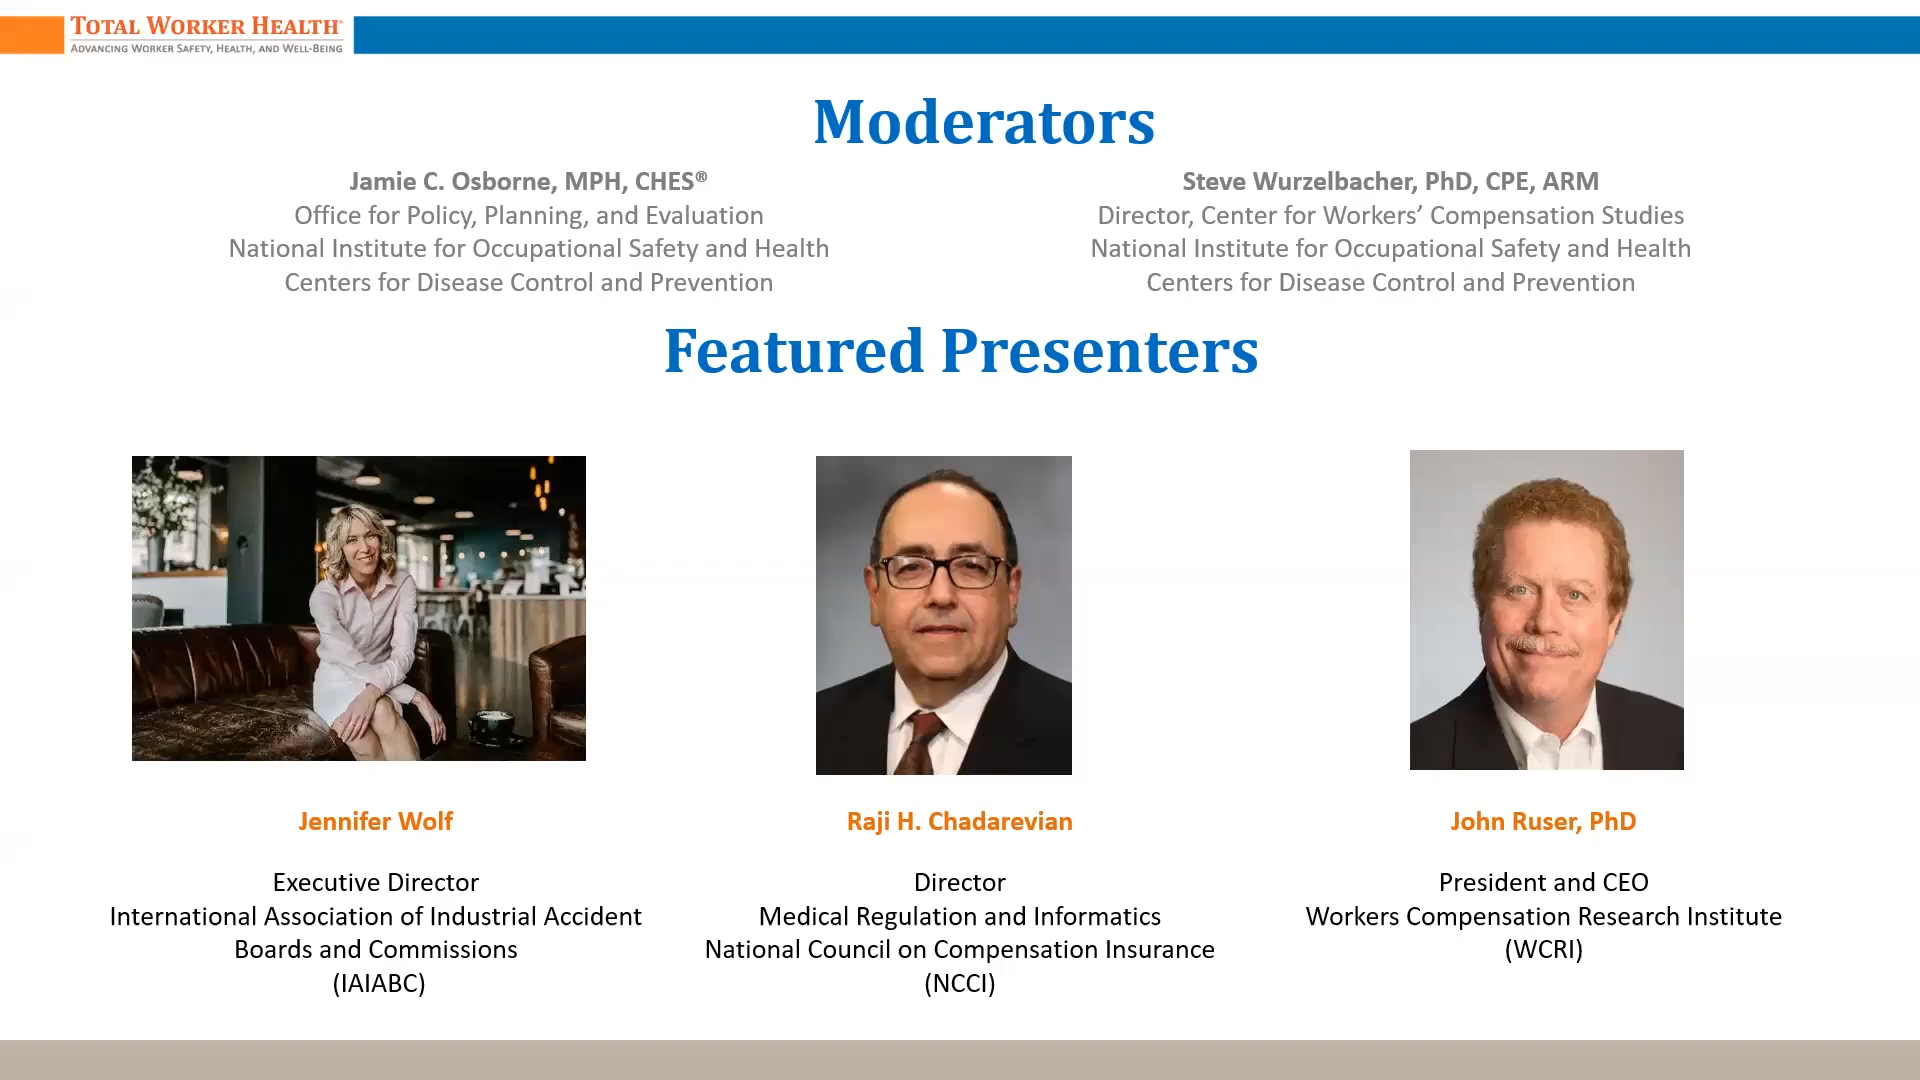 TOTAL WORKER HEALTH®
ADVANCING WORKER SAFETY, HEALTH, AND WELL-BEING
Moderators
Jamie C. Osborne, MPH, CHES®
Office for Policy, Planning, and Evaluation
National Institute for Occupational Safety and Health
Centers for Disease Control and Prevention
Steve Wurzelbacher, PhD, CPE, ARM
Director, Center for Workers’ Compensation Studies
National Institute for Occupational Safety and Health
Centers for Disease Control and Prevention
Featured Presenters
Jennifer Wolf
Executive Director
International Association of Industrial Accident
Boards and Commissions
(IAIABC)
Raji H. Chadarevian
Director
Medical Regulation and Informatics
National Council on Compensation Insurance
(NCCI)
John Ruser, PhD
President and CEO
Workers Compensation Research Institute
(WCRI)